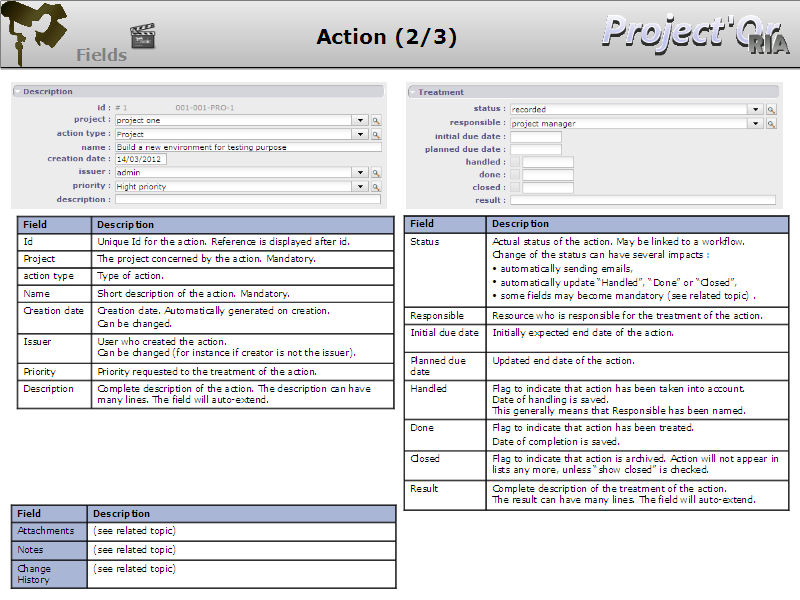 Fields
Action (2/3)
Project'Or
RIA
Description
id : # 1 001-001-PRO-1
project : project one
action type : Project
name : Build a new environment for testing purpose
creation date : 14/03/2012
issuer : admin
priority : Hight priority
description :
Field Description
Id Unique Id for the action. Reference is displayed after id.
Project The project concerned by the action. Mandatory.
action type Type of action.
Name Short description of the action. Mandatory.
Creation date Creation date. Automatically generated on creation.
Can be changed.
Issuer User who created the action.
Can be changed (for instance if creator is not the issuer).
Priority Priority requested to the treatment of the action.
Description Complete description of the action. The description can have
many lines. The field will auto-extend.
Field Description
Attachments (see related topic)
Notes (see related topic)
Change (see related topic)
History
Treatment
status : recorded
responsible : project manager
initial due date :
planned due date :
handled :
done :
closed :
result :
Field Description
Status Actual status of the action. May be linked to a workflow.
Change of the status can have several impacts :
• automatically sending emails,
• automatically update “Handled”, “Done” or “Closed”,
• some fields may become mandatory (see related topic) .
Responsible Resource who is responsible for the treatment of the action.
Initial due date Initially expected end date of the action.
Planned due Updated end date of the action.
date
Handled Flag to indicate that action has been taken into account.
Date of handling is saved.
This generally means that Responsible has been named.
Done Flag to indicate that action has been treated.
Date of completion is saved.
Closed Flag to indicate that action is archived. Action will not appear in
lists any more, unless “show closed” is checked.
Result Complete description of the treatment of the action.
The result can have many lines. The field will auto-extend.